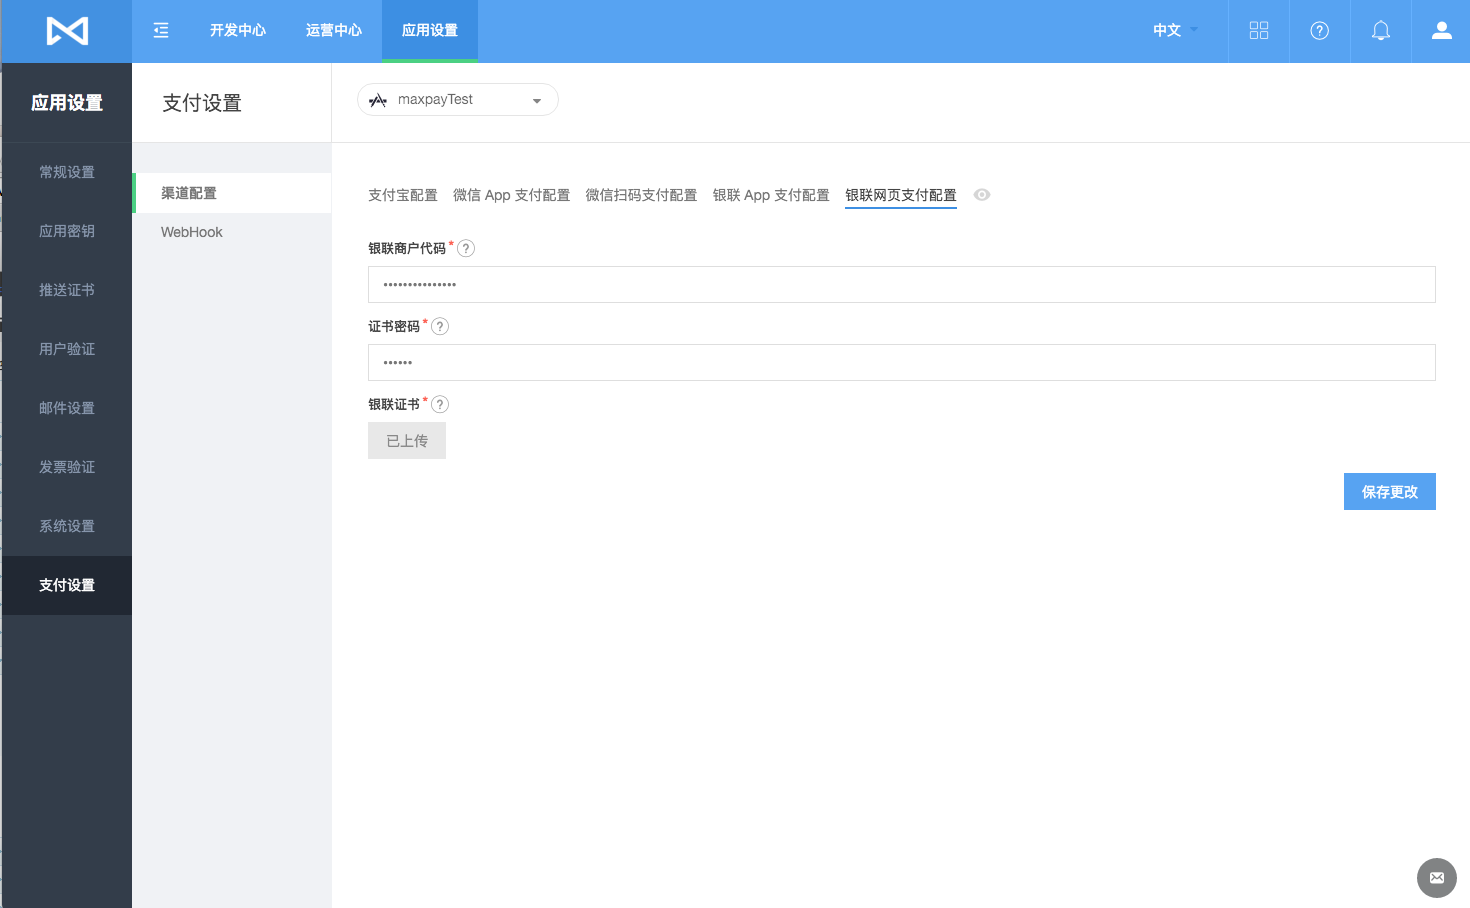 开发中心 运营中心 应用设置 中文
应用设置
支付设置
maxpayTest
常规设置
应用密钥
推送证书
用户验证
邮件设置
发票验证
系统设置
支付设置
渠道配置
WebHook
支付宝配置 微信 App 支付配置 微信扫码支付配置 银联 App 支付配置 银联网页支付配置
银联商户代码 * ?
•••••••••••••••
证书密码 * ?
••••••
银联证书 * ?
已上传
保存更改